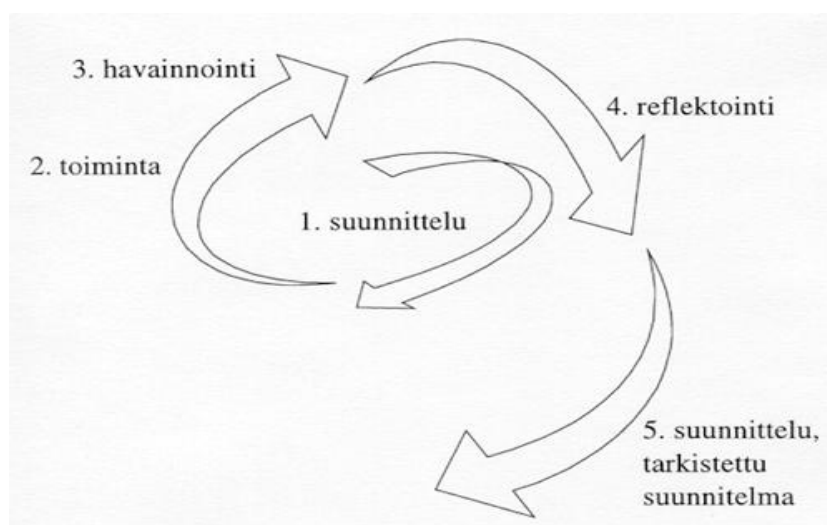 1. suunnittelu
2. toiminta
3. havainnointi
4. reflektointi
5. suunnittelu,
tarkistettu
suunnitelma